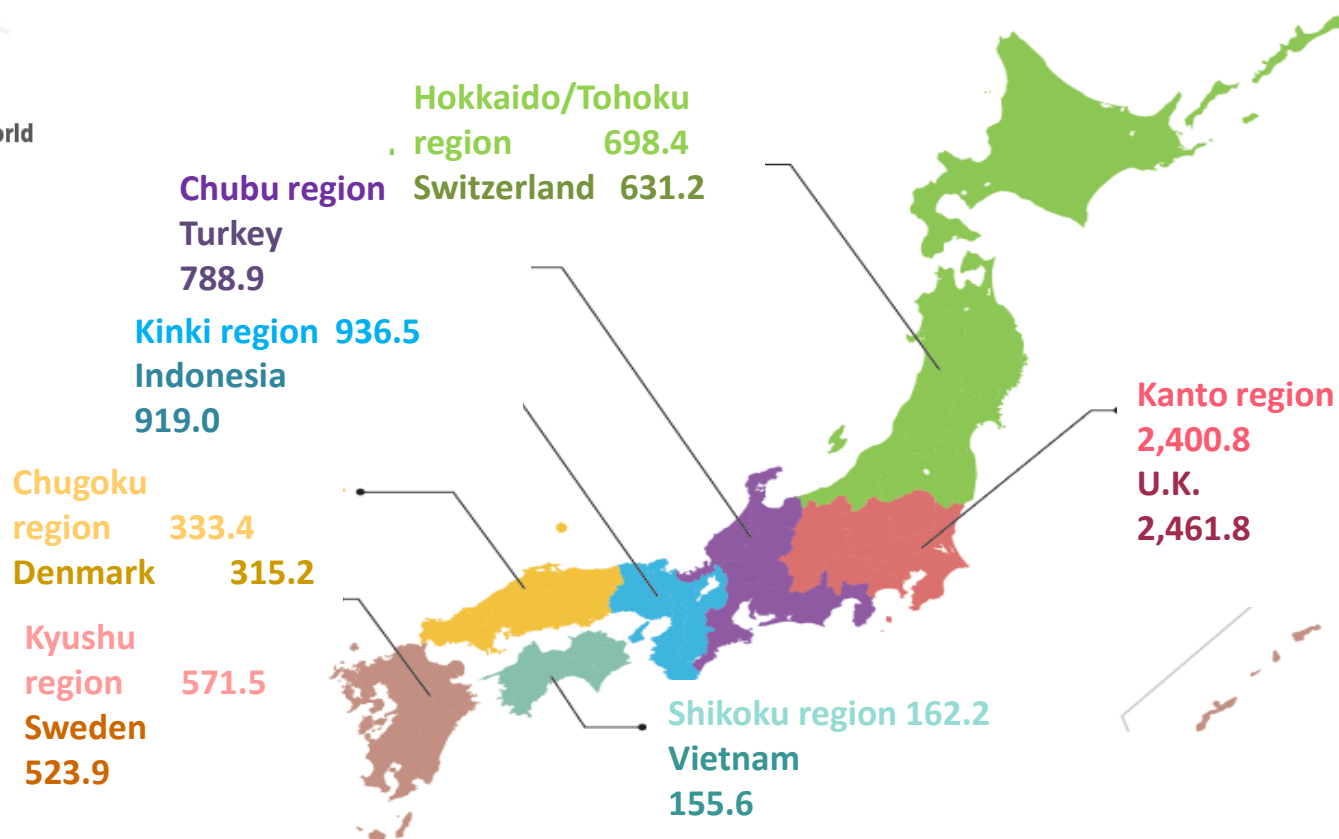 orld
Hokkaido/Tohoku
region 698.4
Switzerland 631.2
Chubu region
Turkey
788.9
Kinki region 936.5
Indonesia
919.0
Kanto region
2,400.8
U.K.
2,461.8
Chugoku
region 333.4
Denmark 315.2
Kyushu
region 571.5
Sweden
523.9
Shikoku region 162.2
Vietnam
155.6